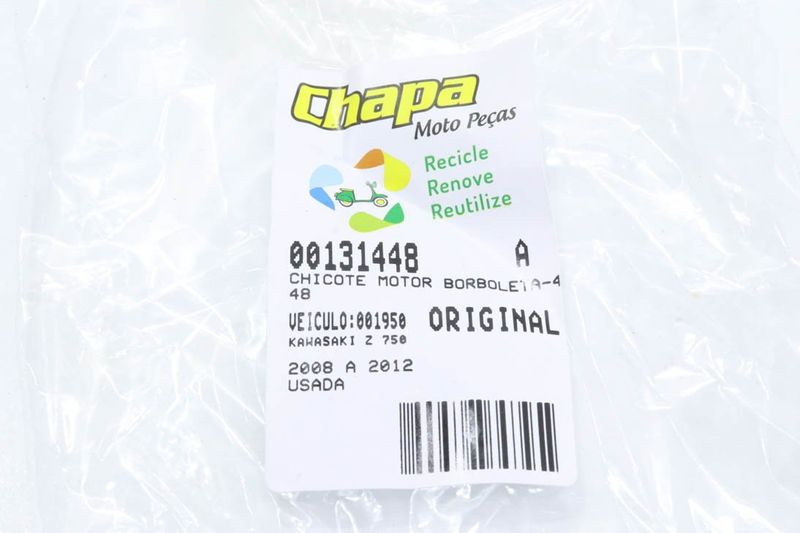 Chapa
Moto Peças
Recicle
Renove
Reutilize
00131448 A
CHICOTE MOTOR BORBOLETA-4
48
VEICULO:001950 ORIGINAL
KAWASAKI Z 750
2008 A 2012
USADA